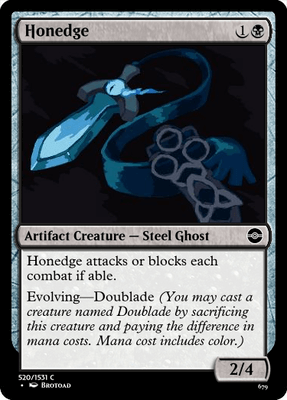 Honedge 1
Artifact Creature — Steel Ghost
Honedge attacks or blocks each
combat if able.
Evolving—Doublade (You may cast a
creature named Doublade by sacrificing
this creature and paying the difference in
mana costs. Mana cost includes color.)
2/4
520/1531 C
• BROTOAD
679